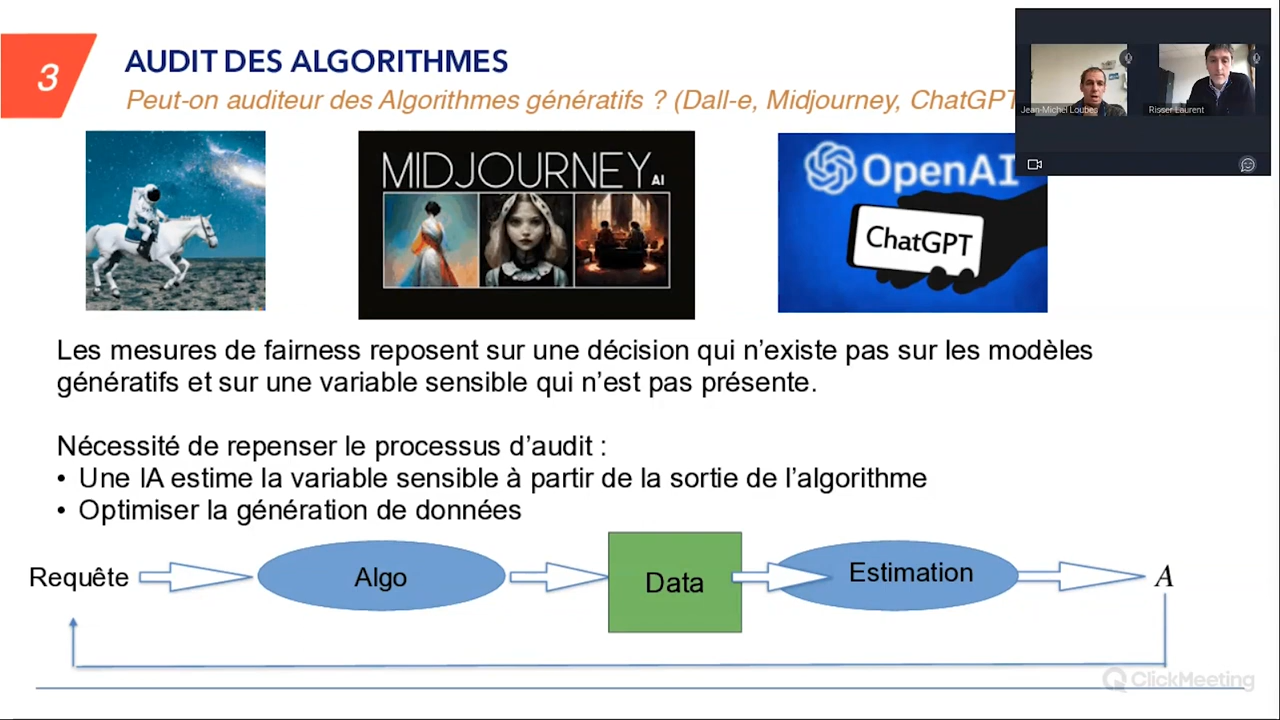 3
AUDIT DES ALGORITHMES
Peut-on auditeur des Algorithmes génératifs ? (Dall-e, Midjourney, ChatGPT
Jean-Michel Loubes
Risser Laurent
MIDJOURNEY AI
OpenAI
ChatGPT
Les mesures de fairness reposent sur une décision qui n’existe pas sur les modèles
génératifs et sur une variable sensible qui n’est pas présente.
Nécessité de repenser le processus d’audit :
• Une IA estime la variable sensible à partir de la sortie de l’algorithme
• Optimiser la génération de données
Requête
Algo
Data
Estimation
A
ClickMeeting